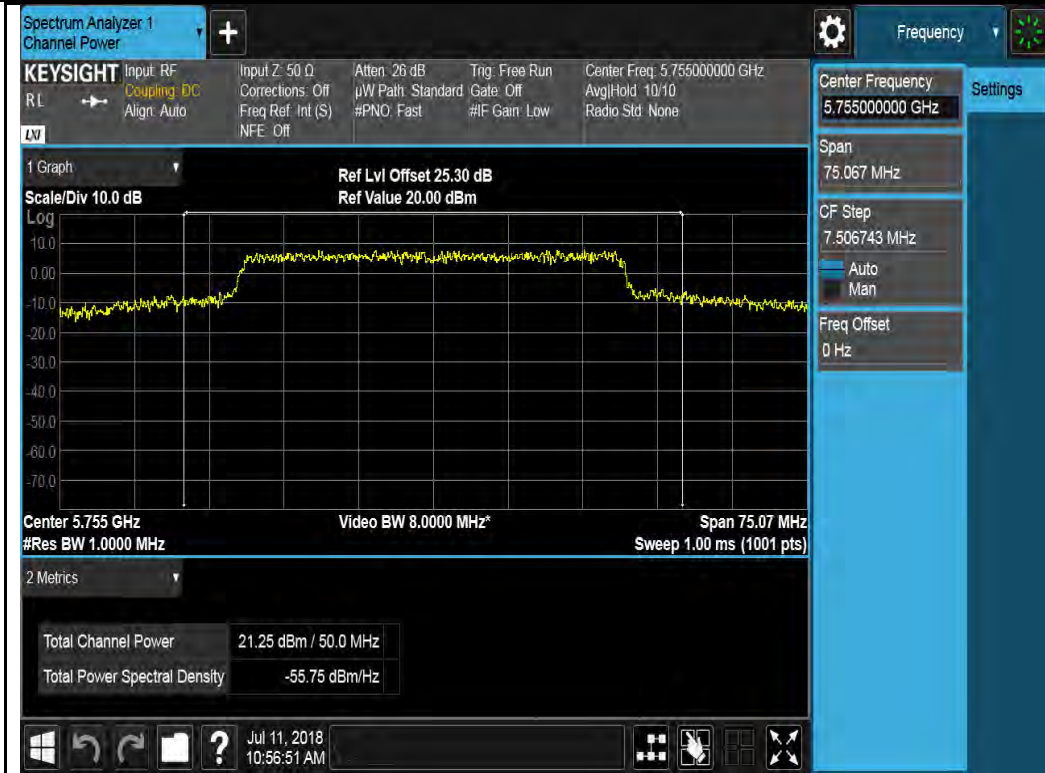 Spectrum Analyzer 1
Channel Power
+
Frequency
KEYSIGHT
RL
LXI
Input: RF
Coupling: DC
Align: Auto
Input Z: 50 Ω
Corrections: Off
Freq Ref: Int (S)
NFE: Off
Atten: 26 dB
µW Path: Standard
#PNO: Fast
Trig: Free Run
Gate: Off
#IF Gain: Low
Center Freq: 5.755000000 GHz
Avg|Hold: 10/10
Radio Std: None
Center Frequency
5.755000000 GHz
Settings
Span
75.067 MHz
CF Step
7.506743 MHz
Auto
Man
Freq Offset
0 Hz
1 Graph
Scale/Div 10.0 dB
Ref Lvl Offset 25.30 dB
Ref Value 20.00 dBm
Log
10.0
0.00
-10.0
-20.0
-30.0
-40.0
-50.0
-60.0
-70.0
Center 5.755 GHz
#Res BW 1.0000 MHz
Video BW 8.0000 MHz*
Span 75.07 MHz
Sweep 1.00 ms (1001 pts)
2 Metrics
Total Channel Power 21.25 dBm / 50.0 MHz
Total Power Spectral Density -55.75 dBm/Hz
?
Jul 11, 2018
10:56:51 AM